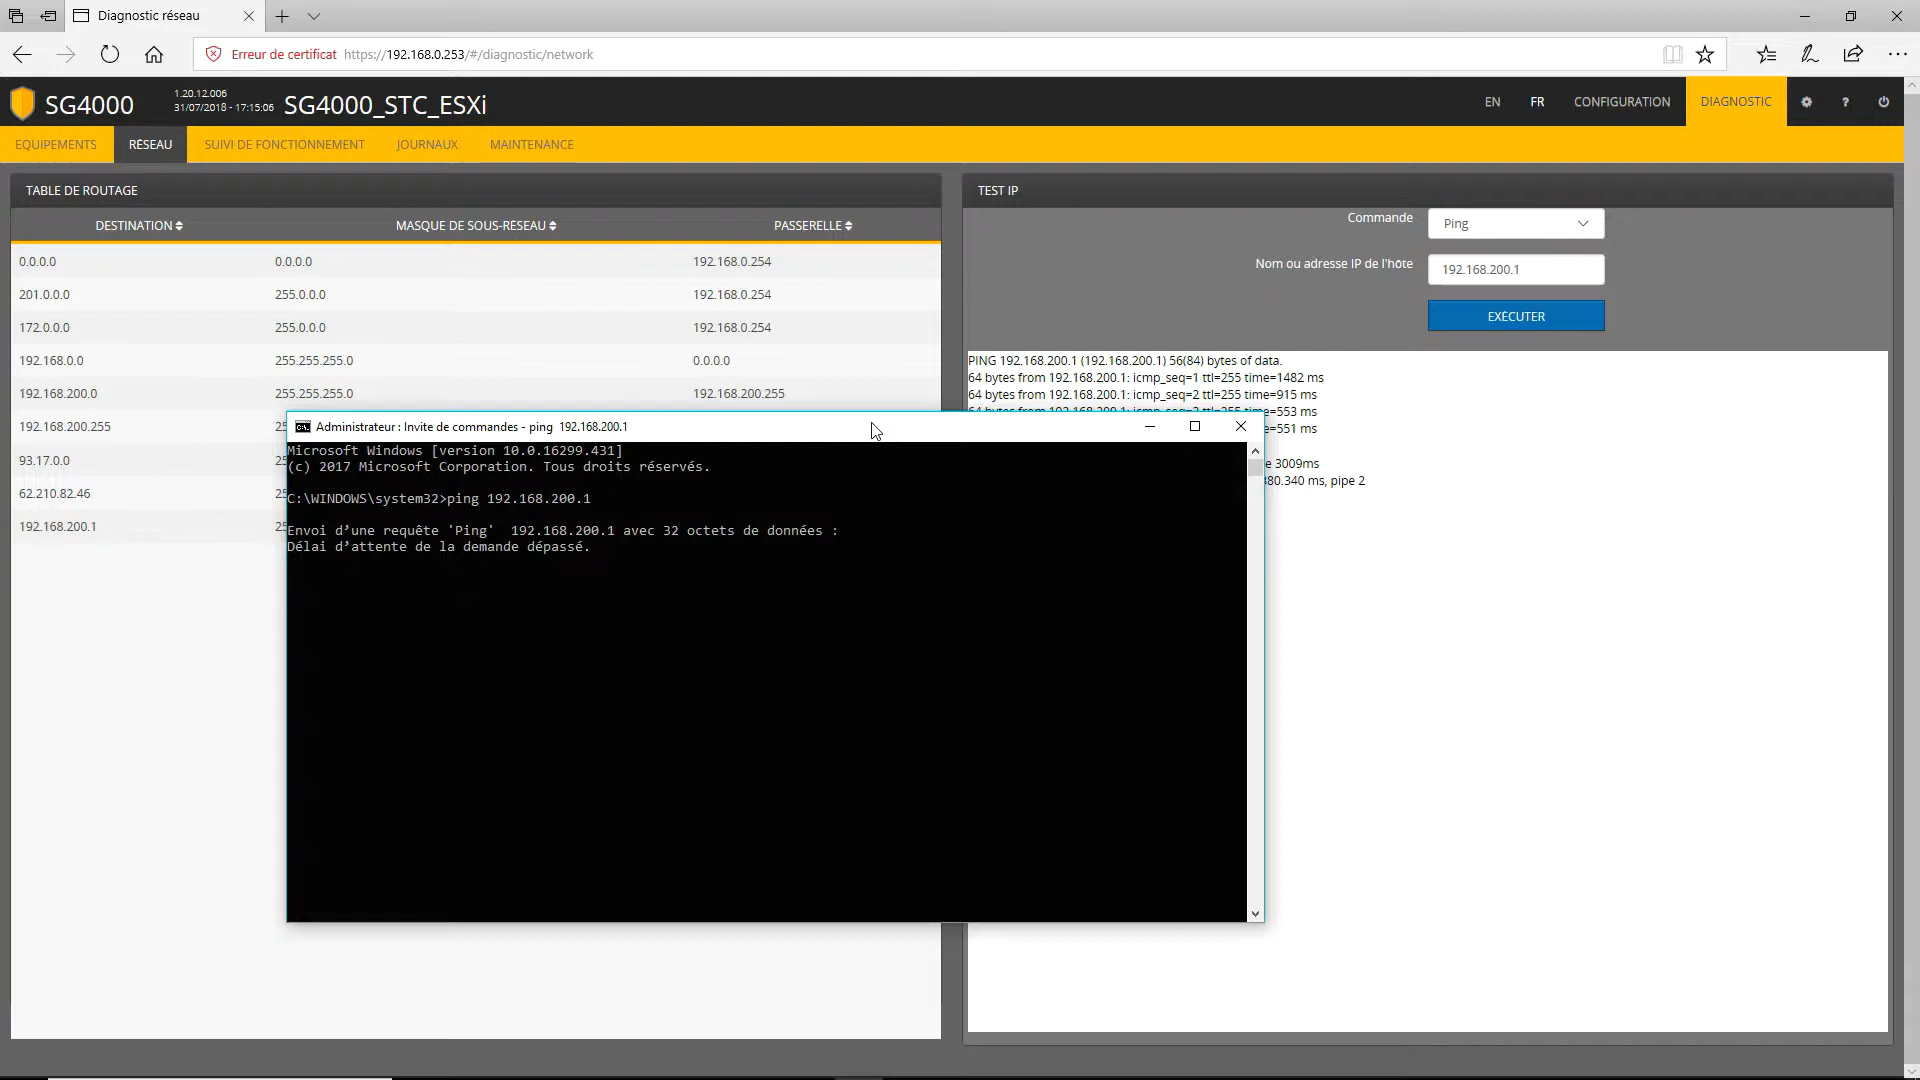 Diagnostic réseau
Erreur de certificat https://192.168.0.253/#/diagnostic/network
SG4000
1.20.12.006
31/07/2018 - 17:15:06
SG4000_STC_ESXi
EN FR CONFIGURATION DIAGNOSTIC ?
EQUIPEMENTS RÉSEAU SUIVI DE FONCTIONNEMENT JOURNAUX MAINTENANCE
TABLE DE ROUTAGE
DESTINATION MASQUE DE SOUS-RÉSEAU PASSERELLE
0.0.0.0 0.0.0.0 192.168.0.254
201.0.0.0 255.0.0.0 192.168.0.254
172.0.0.0 255.0.0.0 192.168.0.254
192.168.0.0 255.255.255.0 0.0.0.0
192.168.200.0 255.255.255.0 192.168.200.255
192.168.200.255
93.17.0.0
62.210.82.46
192.168.200.1
TEST IP
Commande Ping
Nom ou adresse IP de l'hôte 192.168.200.1
EXÉCUTER
PING 192.168.200.1 (192.168.200.1) 56(84) bytes of data.
64 bytes from 192.168.200.1: icmp_seq=1 ttl=255 time=1482 ms
64 bytes from 192.168.200.1: icmp_seq=2 ttl=255 time=915 ms
=553 ms
=551 ms
e 3009ms
380.340 ms, pipe 2
Administrateur : Invite de commandes - ping 192.168.200.1
Microsoft Windows [version 10.0.16299.431]
(c) 2017 Microsoft Corporation. Tous droits réservés.
C:\WINDOWS\system32>ping 192.168.200.1
Envoi d’une requête 'Ping' 192.168.200.1 avec 32 octets de données :
Délai d’attente de la demande dépassé.